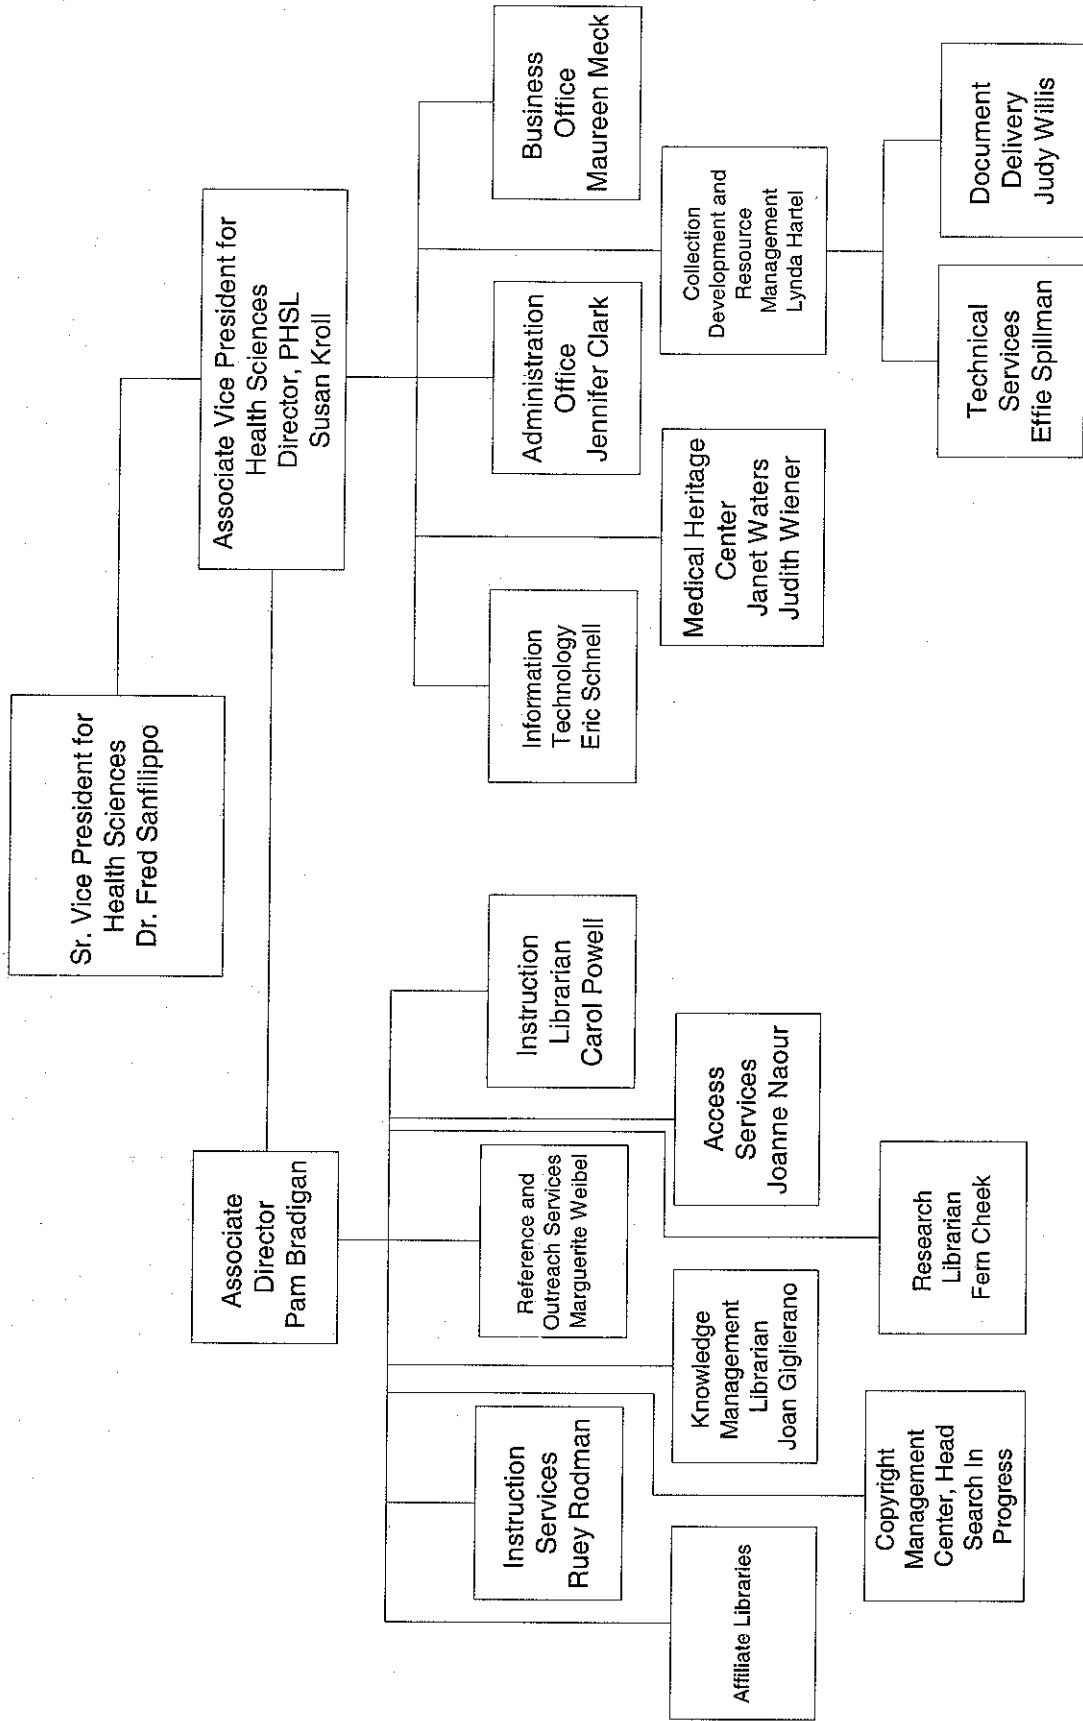 Sr. Vice President for
Health Sciences
Dr. Fred Sanfilippo
Associate Vice President for
Health Sciences
Director, PHSL
Susan Kroll
Associate
Director
Pam Bradigan
Instruction
Services
Ruey Rodman
Reference and
Outreach Services
Marguerite Weibel
Instruction
Librarian
Carol Powell
Information
Technology
Eric Schnell
Administration
Office
Jennifer Clark
Business
Office
Maureen Meck
Affiliate Libraries
Knowledge
Management
Librarian
Joan Giglierano
Access
Services
Joanne Naour
Medical Heritage
Center
Janet Waters
Judith Wiener
Collection
Development and
Resource
Management
Lynda Hartel
Copyright
Management
Center, Head
Search In
Progress
Research
Librarian
Fern Cheek
Technical
Services
Effie Spillman
Document
Delivery
Judy Willis